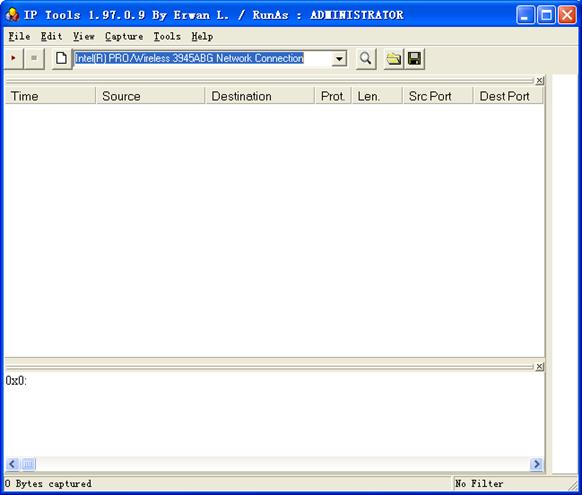 IP Tools 1.97.0.9 By Erwan L. / RunAs : ADMINISTRATOR
File Edit View Capture Tools Help
Intel(R) PRO/Wireless 3945ABG Network Connection
Time Source Destination Prot. Len. Src Port Dest Port
0x0:
0 Bytes captured No Filter